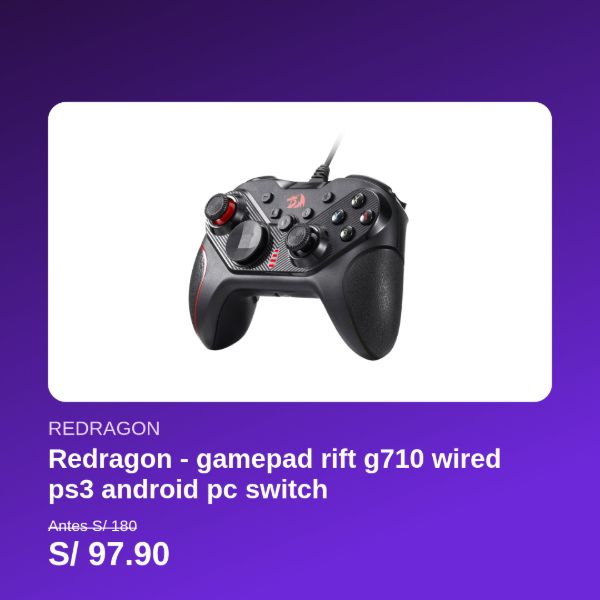 REDRAGON
Redragon - gamepad rift g710 wired
ps3 android pc switch
Antes S/ 180
S/ 97.90